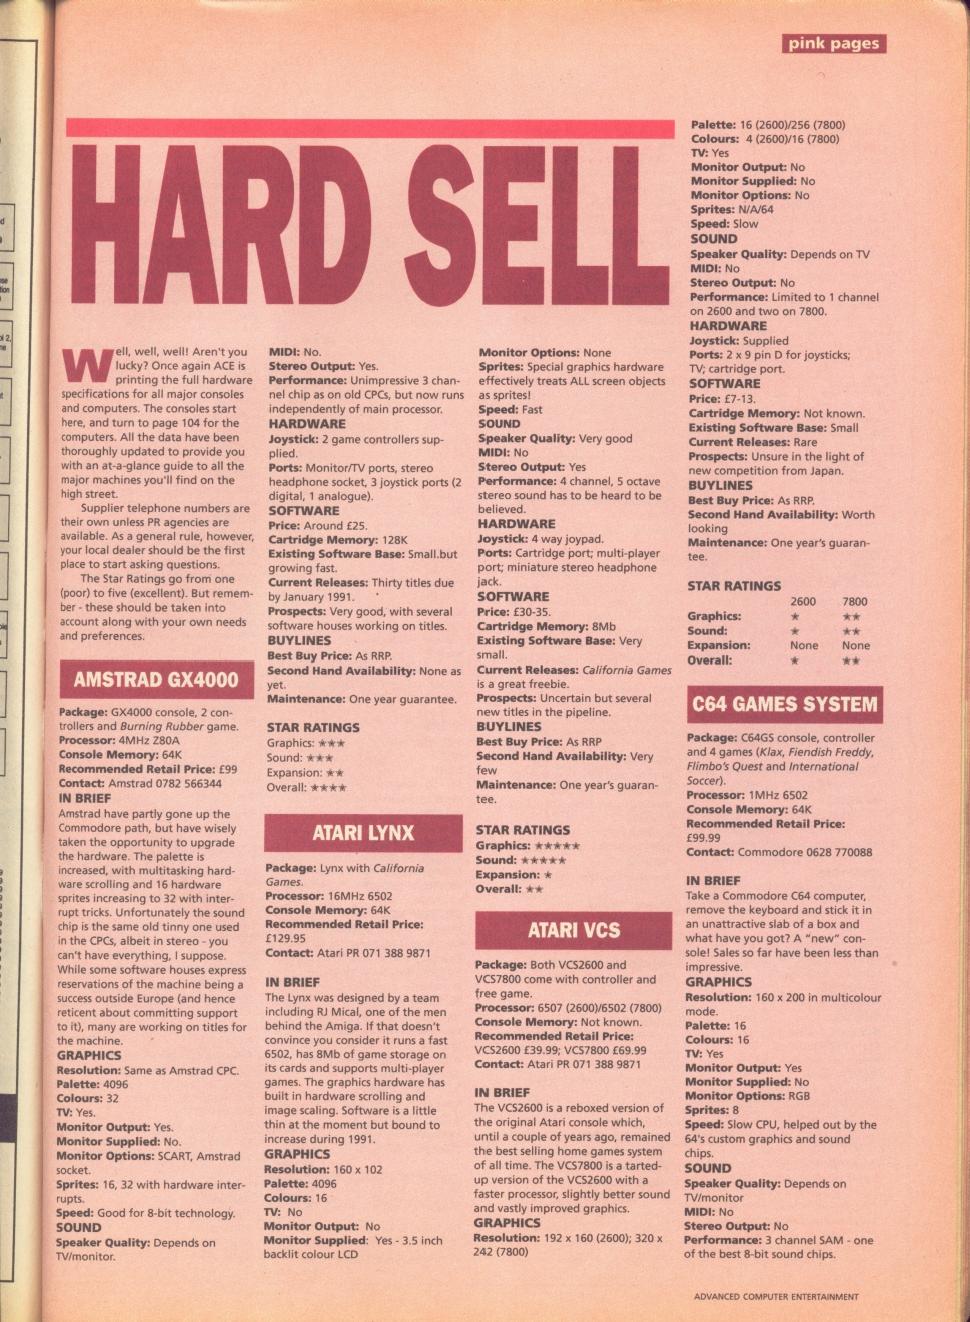 pink pages
HARD SELL
Well, well, well! Aren't you
lucky? Once again ACE is
printing the full hardware
specifications for all major consoles
and computers. The consoles start
here, and turn to page 104 for the
computers. All the data have been
thoroughly updated to provide you
with an at-a-glance guide to all the
major machines you'll find on the
high street.
Supplier telephone numbers are
their own unless PR agencies are
available. As a general rule, however,
your local dealer should be the first
place to start asking questions.
The Star Ratings go from one
(poor) to five (excellent). But remem-
ber - these should be taken into
account along with your own needs
and preferences.
AMSTRAD GX4000
Package: GX4000 console, 2 con-
trollers and Burning Rubber game.
Processor: 4MHz Z80A
Console Memory: 64K
Recommended Retail Price: £99
Contact: Amstrad 0782 566344
IN BRIEF
Amstrad have partly gone up the
Commodore path, but have wisely
taken the opportunity to upgrade
the hardware. The palette is
increased, with multitasking hard-
ware scrolling and 16 hardware
sprites increasing to 32 with inter-
rupt tricks. Unfortunately the sound
chip is the same old tinny one used
in the CPCs, albeit in stereo - you
can't have everything, I suppose.
While some software houses express
reservations of the machine being a
success outside Europe (and hence
reticent about committing support
to it), many are working on titles for
the machine.
GRAPHICS
Resolution: Same as Amstrad CPC.
Palette: 4096
Colours: 32
TV: Yes.
Monitor Output: Yes.
Monitor Supplied: No.
Monitor Options: SCART, Amstrad
socket.
Sprites: 16, 32 with hardware inter-
rupts.
Speed: Good for 8-bit technology.
SOUND
Speaker Quality: Depends on
TV/monitor.
MIDI: No.
Stereo Output: Yes.
Performance: Unimpressive 3 chan-
nel chip as on old CPCs, but now runs
independently of main processor.
HARDWARE
Joystick: 2 game controllers sup-
plied.
Ports: Monitor/TV ports, stereo
headphone socket, 3 joystick ports (2
digital, 1 analogue).
SOFTWARE
Price: Around £25.
Cartridge Memory: 128K
Existing Software Base: Small.but
growing fast.
Current Releases: Thirty titles due
by January 1991.
Prospects: Very good, with several
software houses working on titles.
BUYLINES
Best Buy Price: As RRP.
Second Hand Availability: None as
yet.
Maintenance: One year guarantee.
STAR RATINGS
Graphics: ★★★
Sound: ★★★
Expansion: ★★
Overall: ★★★★
ATARI LYNX
Package: Lynx with California
Games.
Processor: 16MHz 6502
Console Memory: 64K
Recommended Retail Price:
£129.95
Contact: Atari PR 071 388 9871
IN BRIEF
The Lynx was designed by a team
including RJ Mical, one of the men
behind the Amiga. If that doesn't
convince you consider it runs a fast
6502, has 8Mb of game storage on
its cards and supports multi-player
games. The graphics hardware has
built in hardware scrolling and
image scaling. Software is a little
thin at the moment but bound to
increase during 1991.
GRAPHICS
Resolution: 160 x 102
Palette: 4096
Colours: 16
TV: No
Monitor Output: No
Monitor Supplied: Yes - 3.5 inch
backlit colour LCD
Monitor Options: None
Sprites: Special graphics hardware
effectively treats ALL screen objects
as sprites!
Speed: Fast
SOUND
Speaker Quality: Very good
MIDI: No
Stereo Output: Yes
Performance: 4 channel, 5 octave
stereo sound has to be heard to be
believed.
HARDWARE
Joystick: 4 way joypad.
Ports: Cartridge port; multi-player
port; miniature stereo headphone
jack.
SOFTWARE
Price: £30-35.
Cartridge Memory: 8Mb
Existing Software Base: Very
small.
Current Releases: California Games
is a great freebie.
Prospects: Uncertain but several
new titles in the pipeline.
BUYLINES
Best Buy Price: As RRP
Second Hand Availability: Very
few
Maintenance: One year's guaran-
tee.
STAR RATINGS
Graphics: ★★★★★
Sound: ★★★★★
Expansion: ★
Overall: ★★
ATARI VCS
Package: Both VCS2600 and
VCS7800 come with controller and
free game.
Processor: 6507 (2600)/6502 (7800)
Console Memory: Not known.
Recommended Retail Price:
VCS2600 £39.99; VCS7800 £69.99
Contact: Atari PR 071 388 9871
IN BRIEF
The VCS2600 is a reboxed version of
the original Atari console which,
until a couple of years ago, remained
the best selling home games system
of all time. The VCS7800 is a tarted-
up version of the VCS2600 with a
faster processor, slightly better sound
and vastly improved graphics.
GRAPHICS
Resolution: 192 x 160 (2600); 320 x
242 (7800)
Palette: 16 (2600)/256 (7800)
Colours: 4 (2600)/16 (7800)
TV: Yes
Monitor Output: No
Monitor Supplied: No
Monitor Options: No
Sprites: N/A/64
Speed: Slow
SOUND
Speaker Quality: Depends on TV
MIDI: No
Stereo Output: No
Performance: Limited to 1 channel
on 2600 and two on 7800.
HARDWARE
Joystick: Supplied
Ports: 2 x 9 pin D for joysticks;
TV; cartridge port.
SOFTWARE
Price: £7-13.
Cartridge Memory: Not known.
Existing Software Base: Small
Current Releases: Rare
Prospects: Unsure in the light of
new competition from Japan.
BUYLINES
Best Buy Price: As RRP.
Second Hand Availability: Worth
looking
Maintenance: One year's guaran-
tee.
STAR RATINGS
2600 7800
Graphics: ★ ★★
Sound: ★ ★★
Expansion: None None
Overall: ★ ★★
C64 GAMES SYSTEM
Package: C64GS console, controller
and 4 games (Klax, Fiendish Freddy,
Flimbo's Quest and International
Soccer).
Processor: 1MHz 6502
Console Memory: 64K
Recommended Retail Price:
£99.99
Contact: Commodore 0628 770088
IN BRIEF
Take a Commodore C64 computer,
remove the keyboard and stick it in
an unattractive slab of a box and
what have you got? A "new" con-
sole! Sales so far have been less than
impressive.
GRAPHICS
Resolution: 160 x 200 in multicolour
mode.
Palette: 16
Colours: 16
TV: Yes
Monitor Output: Yes
Monitor Supplied: No
Monitor Options: RGB
Sprites: 8
Speed: Slow CPU, helped out by the
64's custom graphics and sound
chips.
SOUND
Speaker Quality: Depends on
TV/monitor
MIDI: No
Stereo Output: No
Performance: 3 channel SAM - one
of the best 8-bit sound chips.
ADVANCED COMPUTER ENTERTAINMENT